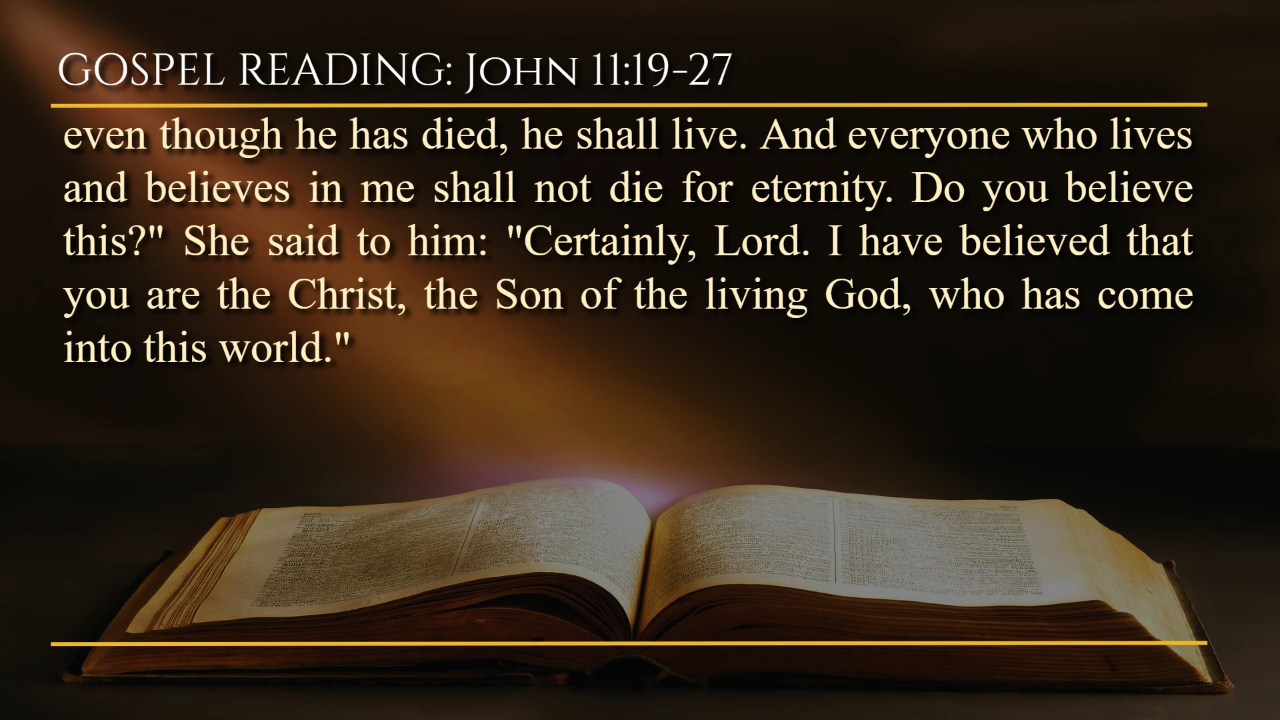 GOSPEL READING: JOHN 11:19-27
even though he has died, he shall live. And everyone who lives
and believes in me shall not die for eternity. Do you believe
this?" She said to him: "Certainly, Lord. I have believed that
you are the Christ, the Son of the living God, who has come
into this world."